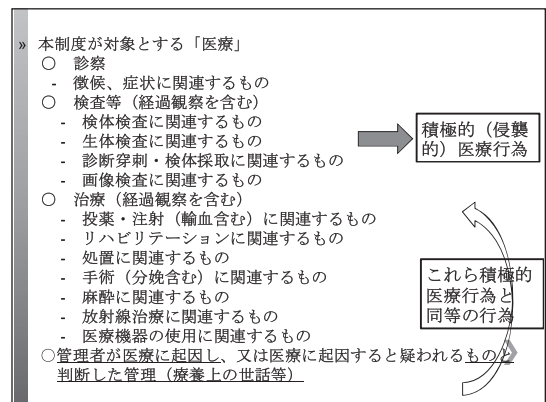 » 本制度が対象とする「医療」
○ 診察
- 徴候、症状に関連するもの
○ 検査等（経過観察を含む）
- 検体検査に関連するもの
- 生体検査に関連するもの
- 診断穿刺・検体採取に関連するもの
- 画像検査に関連するもの
○ 治療（経過観察を含む）
- 投薬・注射（輸血含む）に関連するもの
- リハビリテーションに関連するもの
- 処置に関連するもの
- 手術（分娩含む）に関連するもの
- 麻酔に関連するもの
- 放射線治療に関連するもの
- 医療機器の使用に関連するもの
○管理者が医療に起因し、又は医療に起因すると疑われるものと
判断した管理（療養上の世話等）
積極的（侵襲
的）医療行為
これら積極的
医療行為と
同等の行為